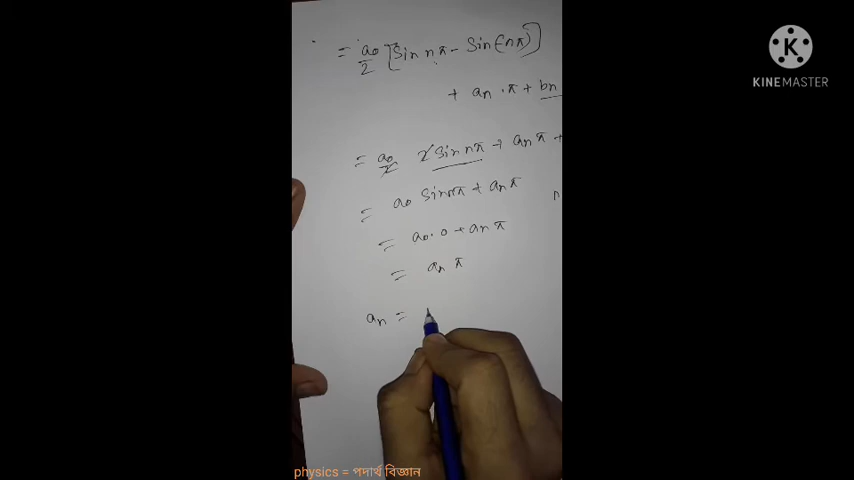 = a₀/2 [Sin nπ - Sin(-nπ)]
+ aₙ · π + bₙ
= a₀/2 2 Sin nπ + aₙ π +
= a₀ Sin nπ + aₙ π
n
= a₀ · 0 + aₙ π
= aₙ π
aₙ =
K
KINEMASTER
physics = পদার্থ বিজ্ঞান